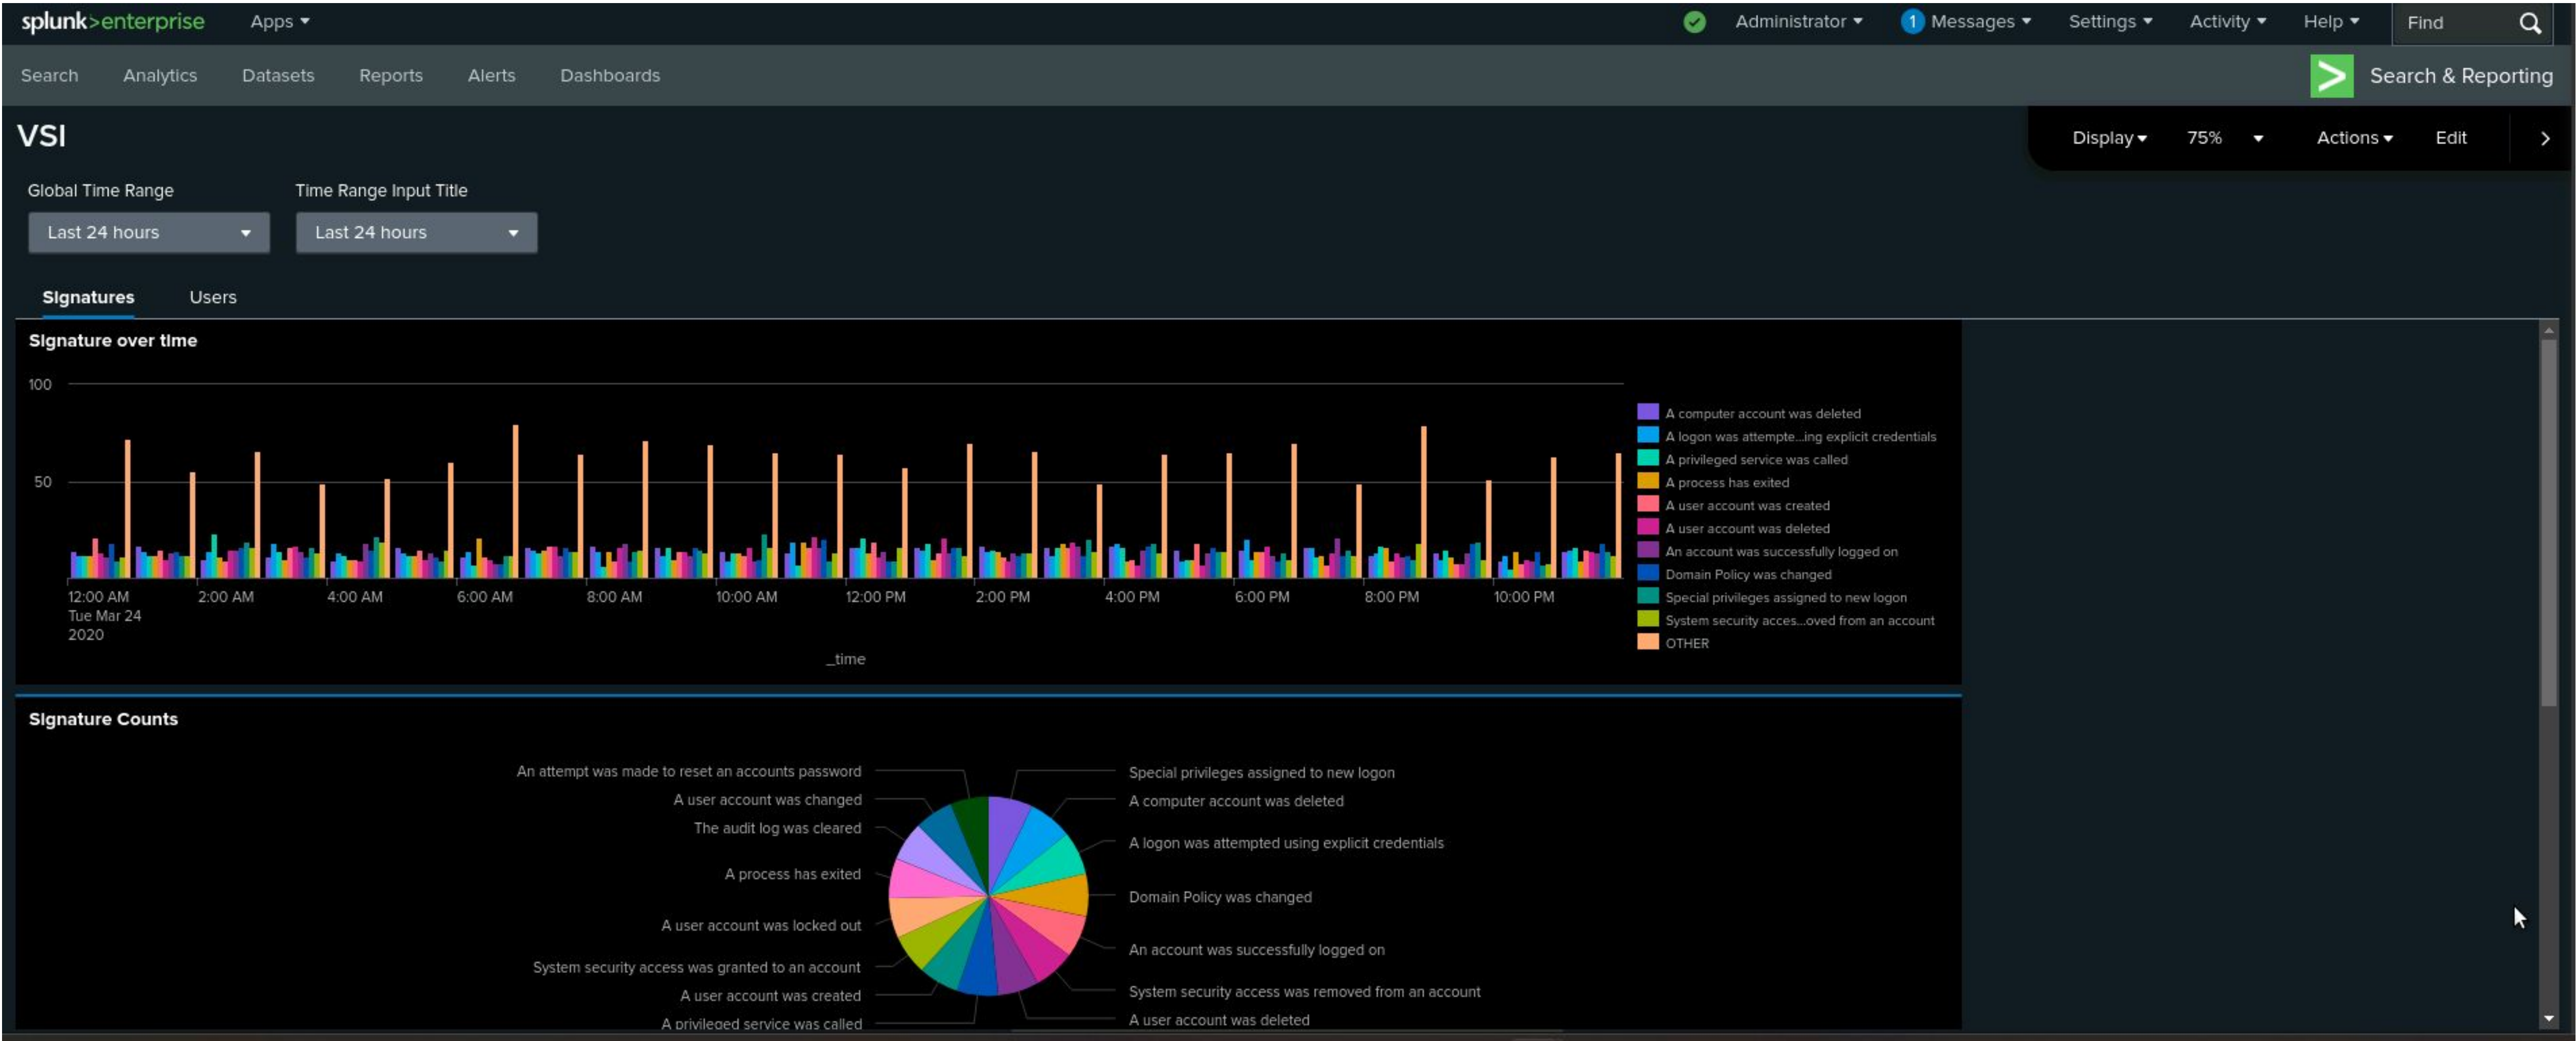 splunk>enterprise Apps Administrator 1 Messages Settings Activity Help Find
Search Analytics Datasets Reports Alerts Dashboards Search & Reporting
VSI
Display 75% Actions Edit
Global Time Range Time Range Input Title
Last 24 hours Last 24 hours
Signatures Users
Signature over time
100
50
12:00 AM 2:00 AM 4:00 AM 6:00 AM 8:00 AM 10:00 AM 12:00 PM 2:00 PM 4:00 PM 6:00 PM 8:00 PM 10:00 PM
Tue Mar 24
2020
_time
A computer account was deleted
A logon was attempte...ing explicit credentials
A privileged service was called
A process has exited
A user account was created
A user account was deleted
An account was successfully logged on
Domain Policy was changed
Special privileges assigned to new logon
System security acces...oved from an account
OTHER
Signature Counts
An attempt was made to reset an accounts password
A user account was changed
The audit log was cleared
A process has exited
A user account was locked out
System security access was granted to an account
A user account was created
A privileged service was called
Special privileges assigned to new logon
A computer account was deleted
A logon was attempted using explicit credentials
Domain Policy was changed
An account was successfully logged on
System security access was removed from an account
A user account was deleted